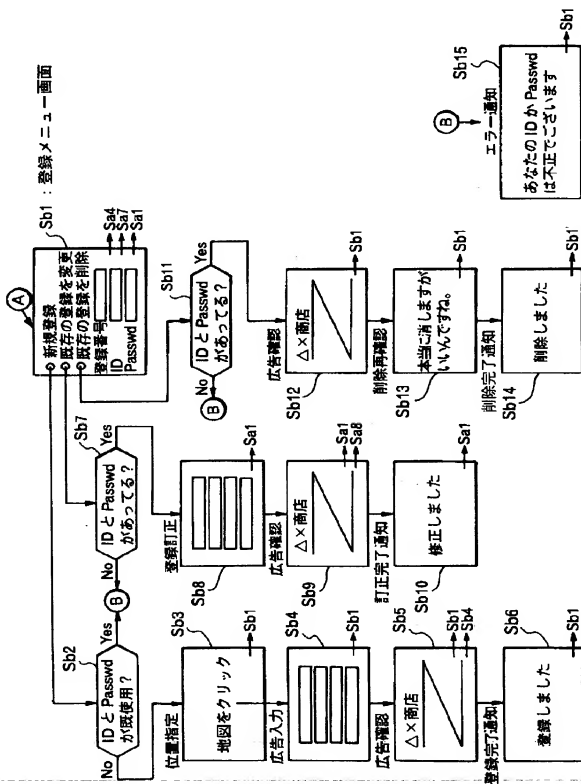 A
Sb1 : 登録メニュー画面
新規登録
既存の登録を変更
既存の登録を削除
登録番号
ID
Passwd
Sa4
Sa7
Sa1
Sb2
IDとPasswd
が既使用?
No
Yes
B
位置指定
Sb3
地図をクリック
Sb1
広告入力
Sb4
Sb1
広告確認
Sb5
△×商店
Sb1
Sb4
登録完了通知
Sb6
登録しました
Sb1
Sb7
IDとPasswd
があってる?
No
Yes
登録訂正
Sb8
Sa1
広告確認
Sb9
△×商店
Sa1
Sa8
訂正完了通知
Sb10
修正しました
Sa1
Sb11
IDとPasswd
があってる?
No
Yes
B
広告確認
Sb12
△×商店
Sb1
削除再確認
Sb13
本当に消しますが
いいんですね。
Sb1
削除完了通知
Sb14
削除しました
Sb1
B
エラー通知
Sb15
あなたのIDかPasswd
は不正でございます
Sb1